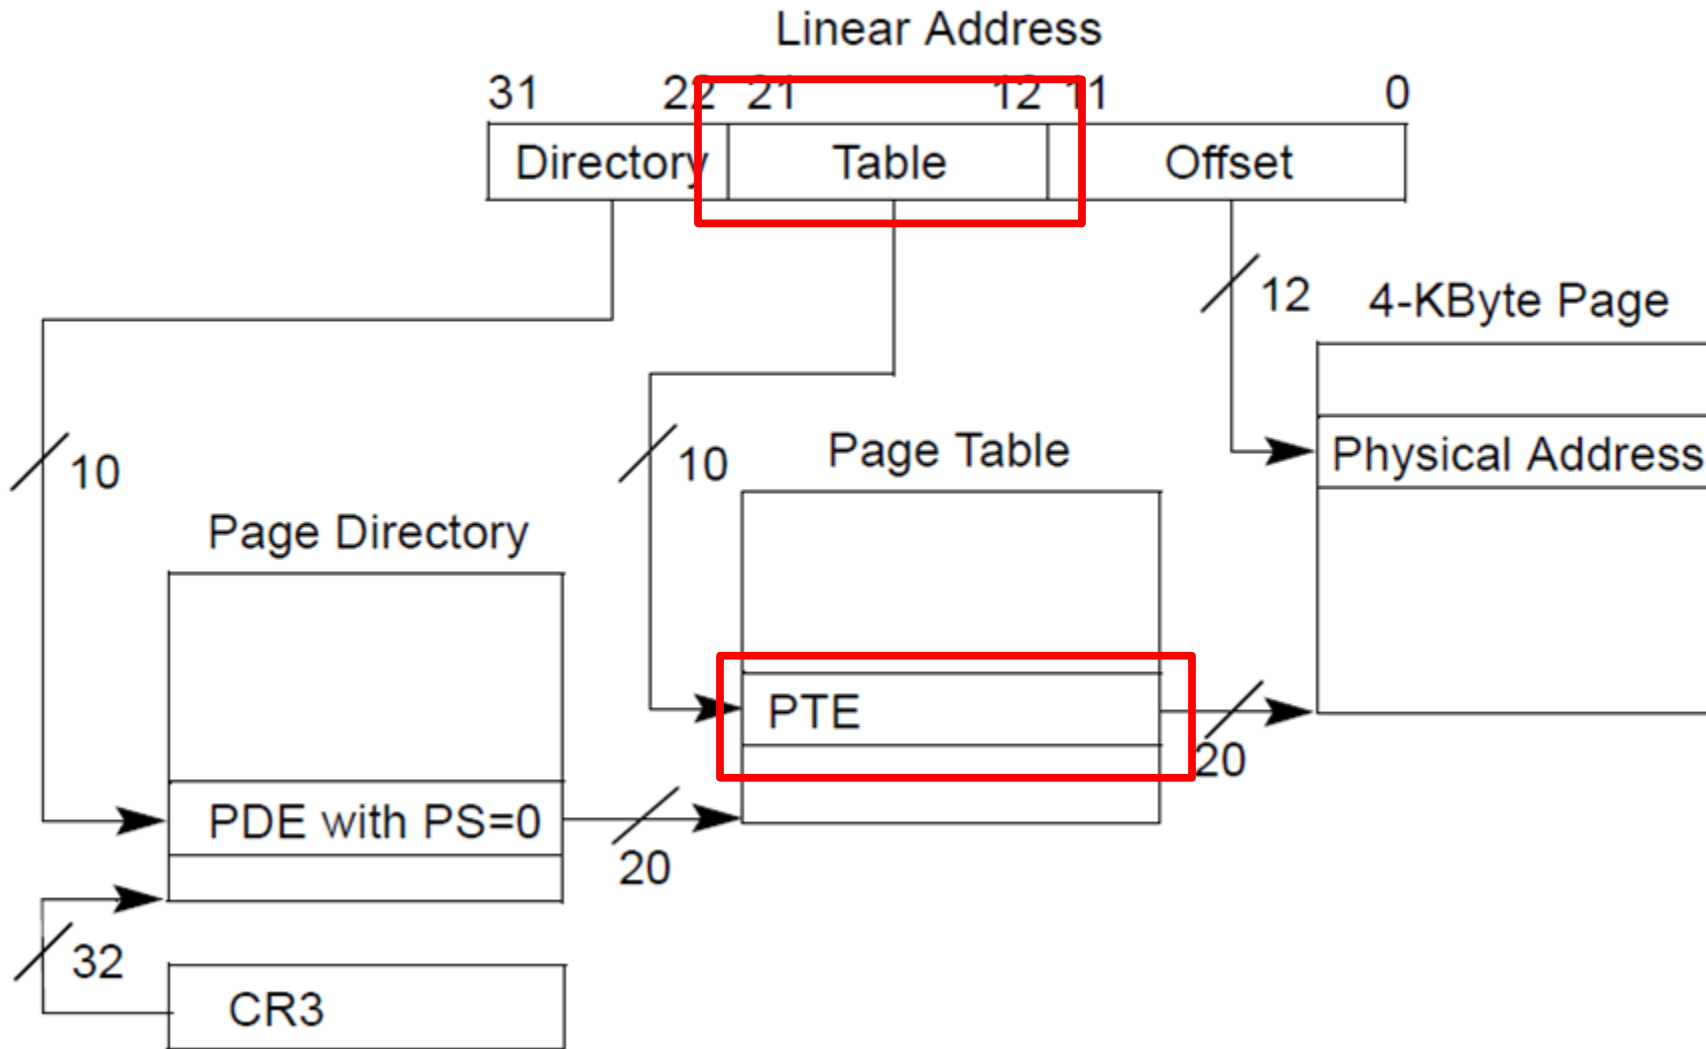 Linear Address
31 22 21 12 11 0
Directory Table Offset
12
4-KByte Page
10
10
Page Table
Physical Address
Page Directory
PTE
20
PDE with PS=0
20
32
CR3